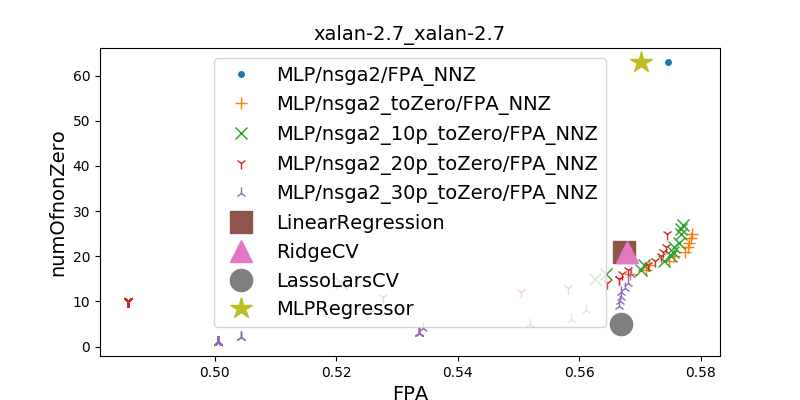 xalan-2.7_xalan-2.7
numOfnonZero
60
50
40
30
20
10
0
MLP/nsga2/FPA_NNZ
MLP/nsga2_toZero/FPA_NNZ
MLP/nsga2_10p_toZero/FPA_NNZ
MLP/nsga2_20p_toZero/FPA_NNZ
MLP/nsga2_30p_toZero/FPA_NNZ
LinearRegression
RidgeCV
LassoLarsCV
MLPRegressor
0.50 0.52 0.54 0.56 0.58
FPA